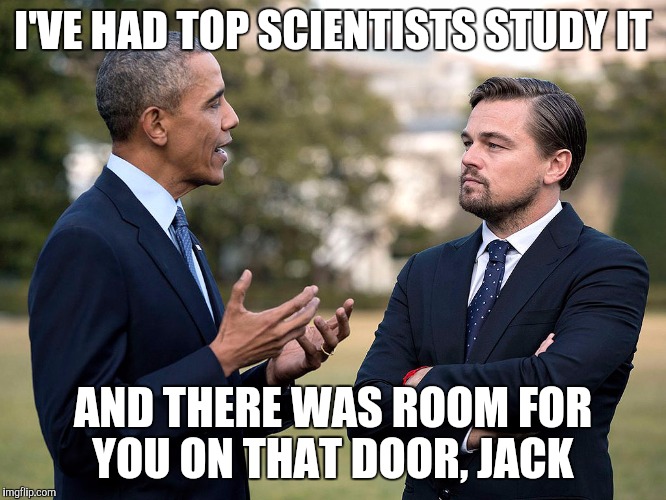 I'VE HAD TOP SCIENTISTS STUDY IT
AND THERE WAS ROOM FOR
YOU ON THAT DOOR, JACK
imgflip.com